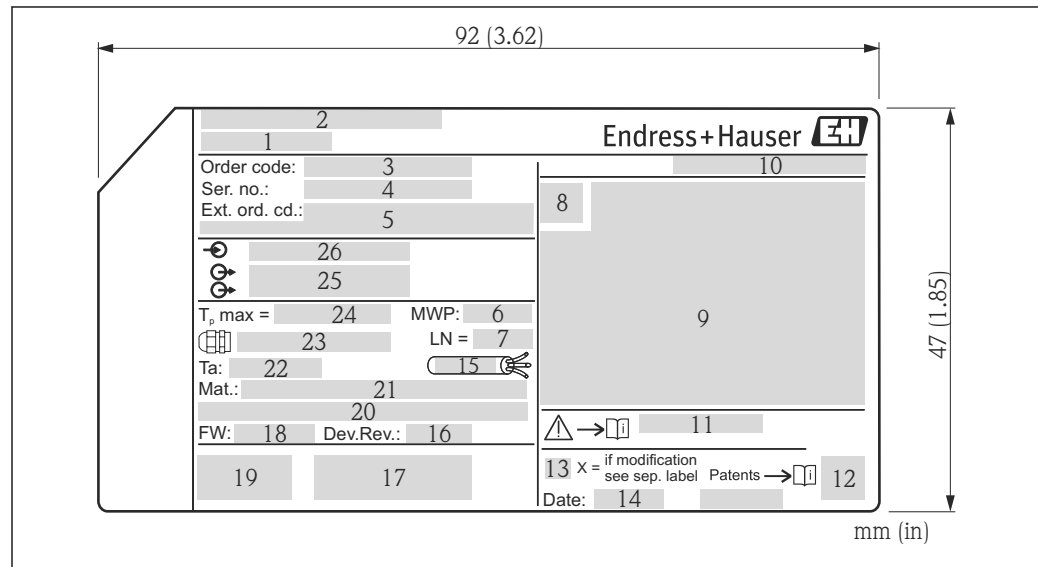 92 (3.62)
2
1
Endress+Hauser EH
10
Order code: 3
Ser. no.: 4
Ext. ord. cd.: 5
8
9
26
25
Tp max = 24 MWP: 6
23 LN = 7
Ta: 22 15
Mat.: 21
20
FW: 18 Dev.Rev.: 16
i 11
19 17
13 X = if modification
see sep. label Patents i 12
Date: 14
47 (1.85)
mm (in)